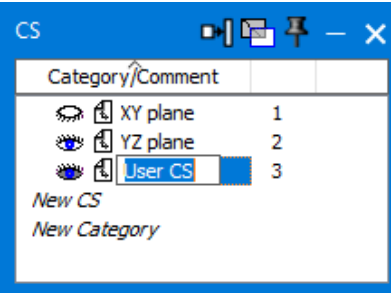 CS
Category/Comment
XY plane 1
YZ plane 2
User CS 3
New CS
New Category